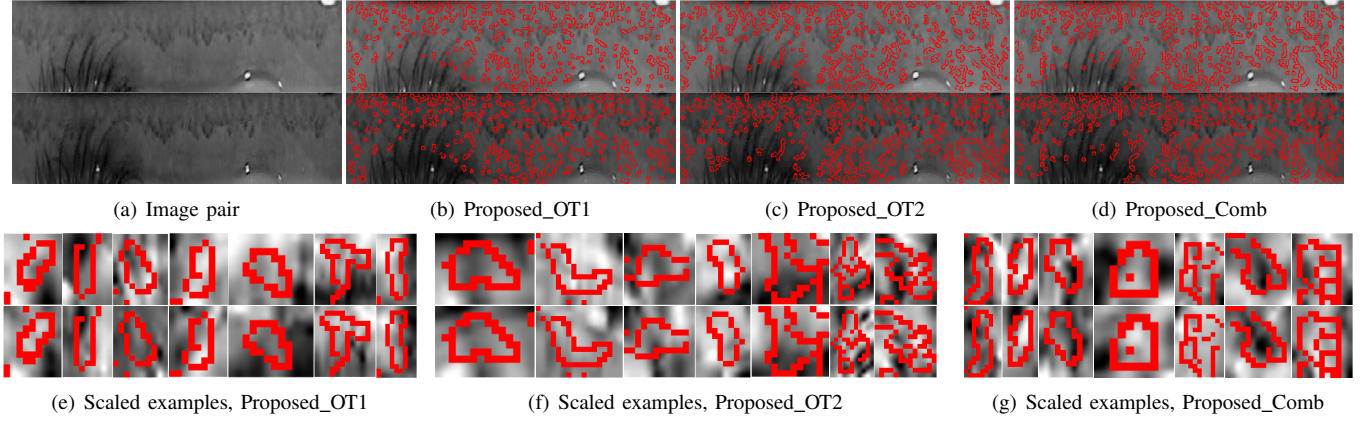 (a) Image pair
(b) Proposed_OT1
(c) Proposed_OT2
(d) Proposed_Comb
(e) Scaled examples, Proposed_OT1
(f) Scaled examples, Proposed_OT2
(g) Scaled examples, Proposed_Comb